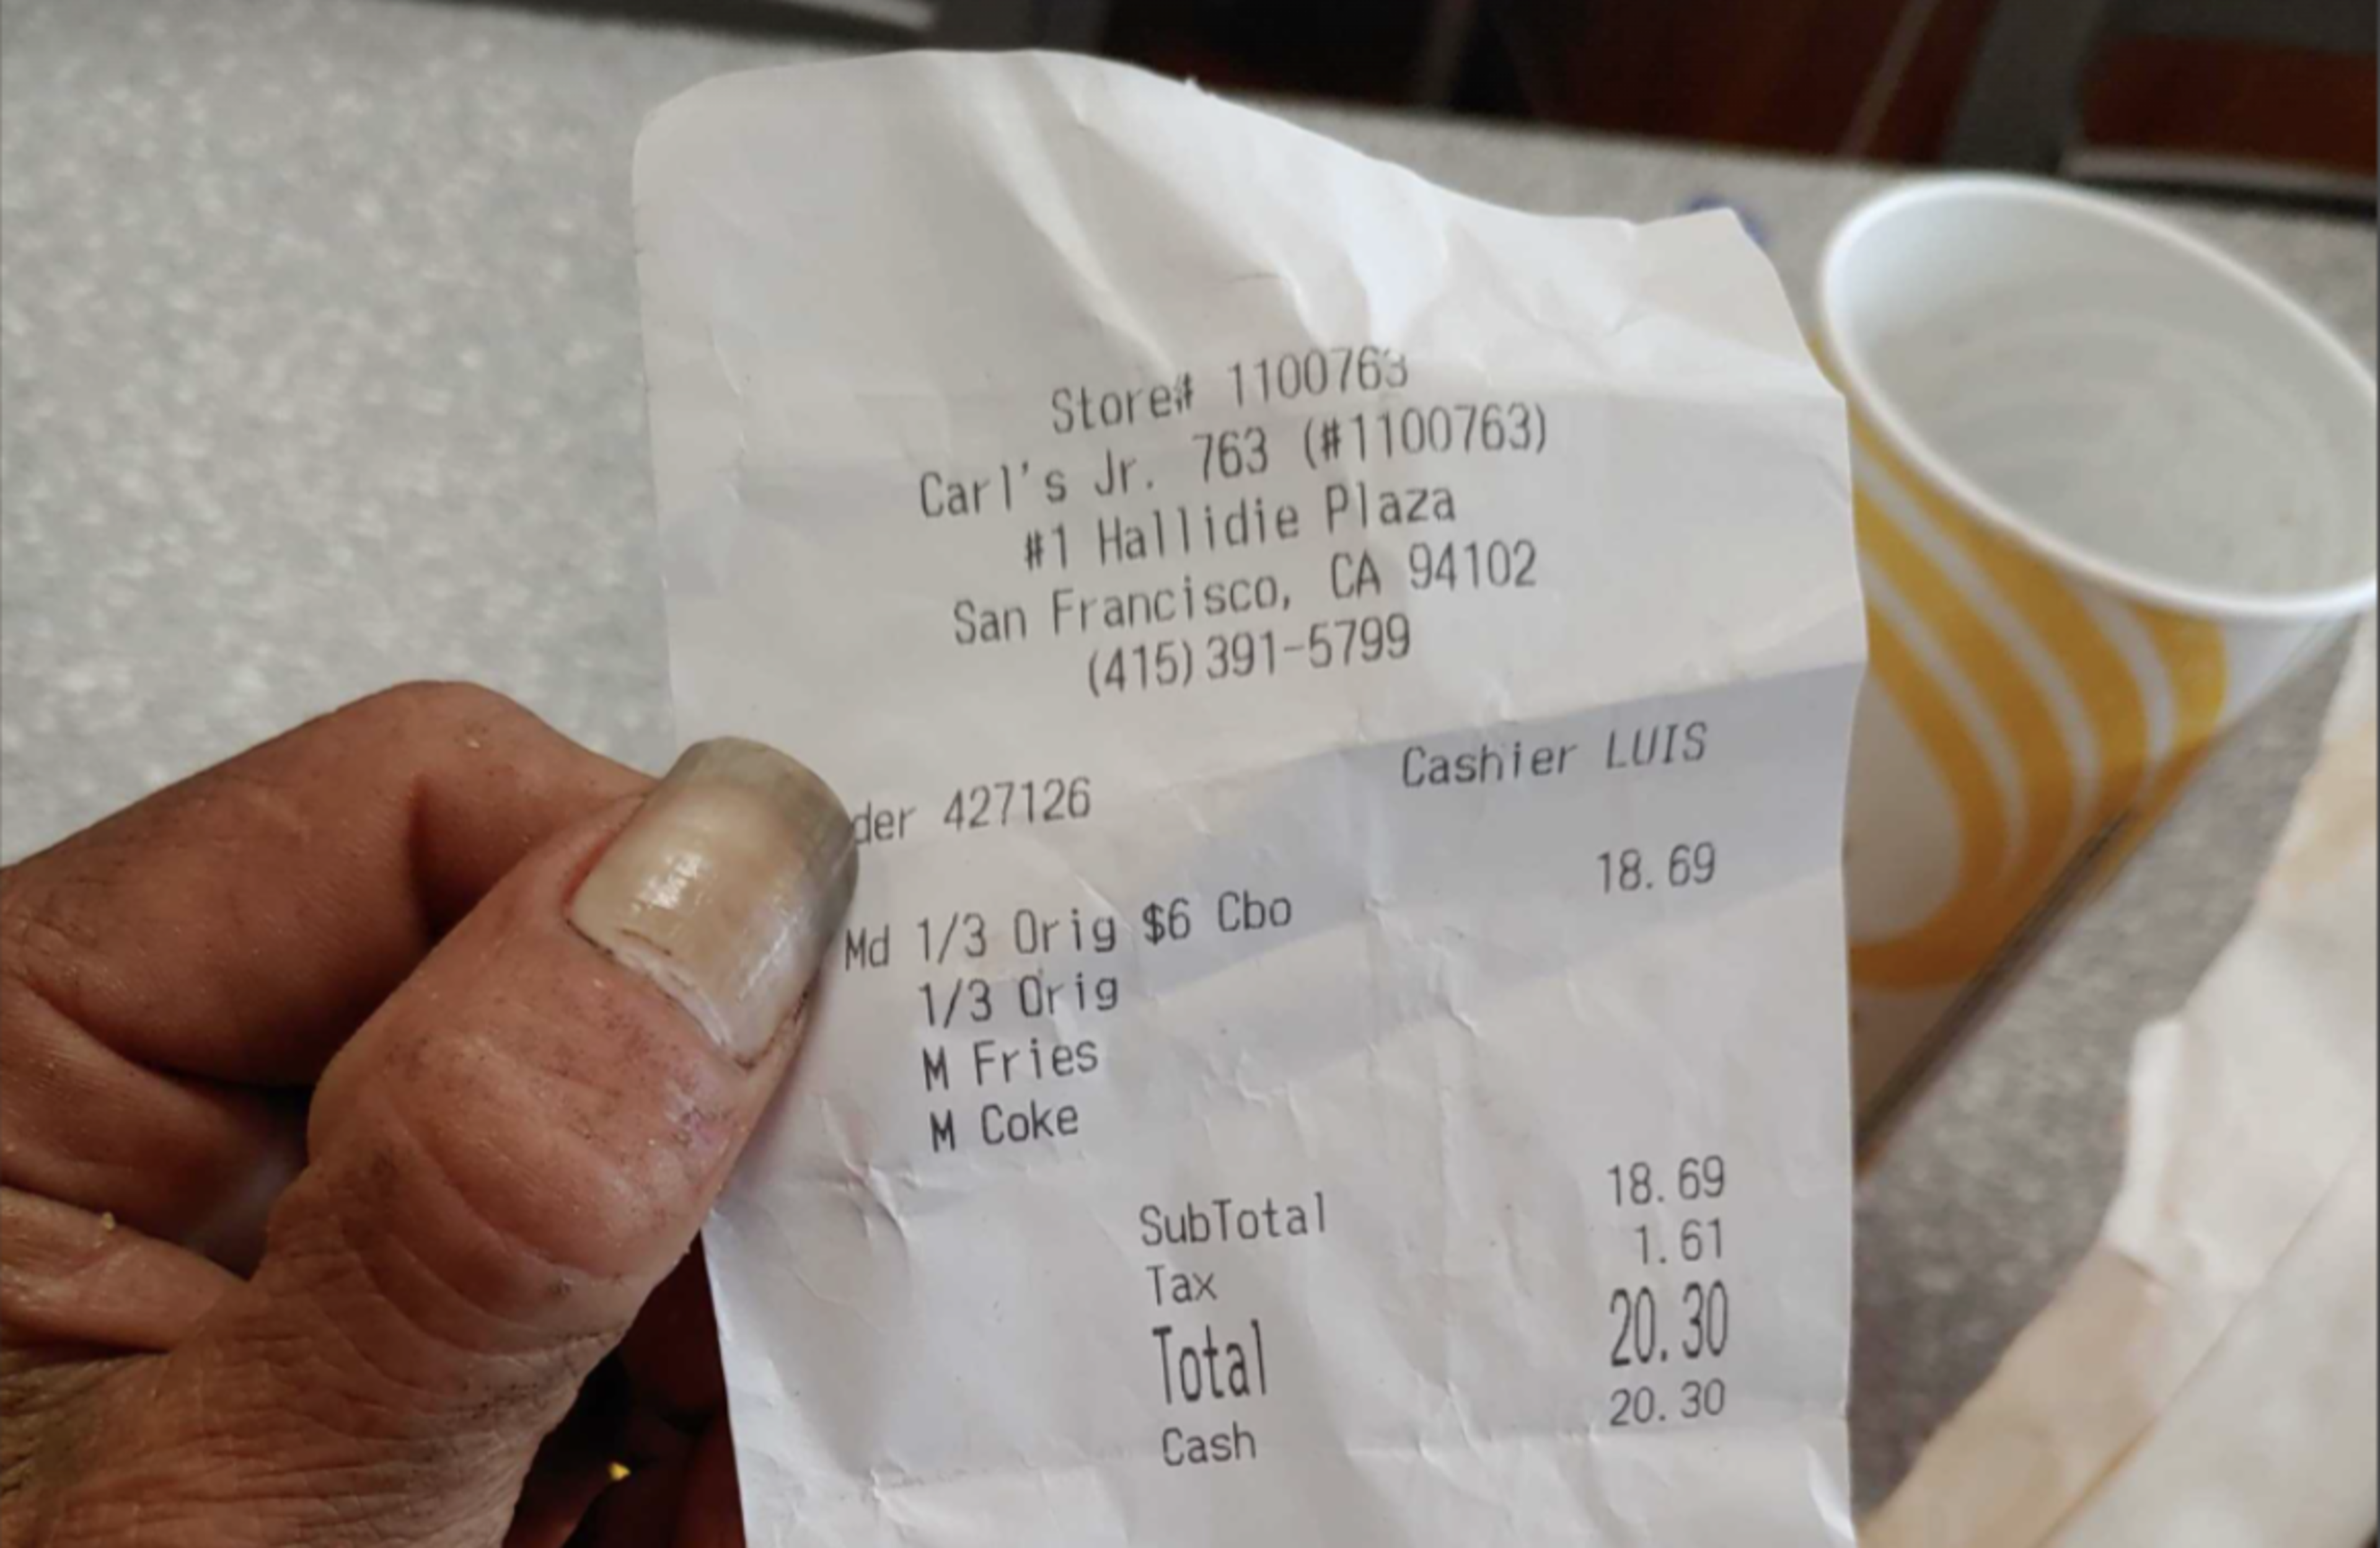 Store# 1100763
Carl's Jr. 763 (#1100763)
#1 Hallidie Plaza
San Francisco, CA 94102
(415)391-5799
der 427126 Cashier LUIS
Md 1/3 Orig $6 Cbo 18.69
1/3 Orig
M Fries
M Coke
SubTotal 18.69
Tax 1.61
Total 20.30
Cash 20.30